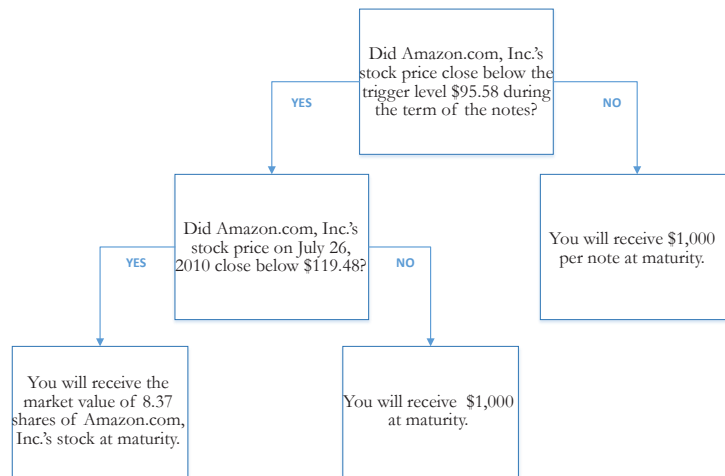 Did Amazon.com, Inc.'s
stock price close below the
trigger level $95.58 during
the term of the notes?
YES
NO
Did Amazon.com, Inc.'s
stock price on July 26,
2010 close below $119.48?
You will receive $1,000
per note at maturity.
YES
NO
You will receive the
market value of 8.37
shares of Amazon.com,
Inc.'s stock at maturity.
You will receive $1,000
at maturity.